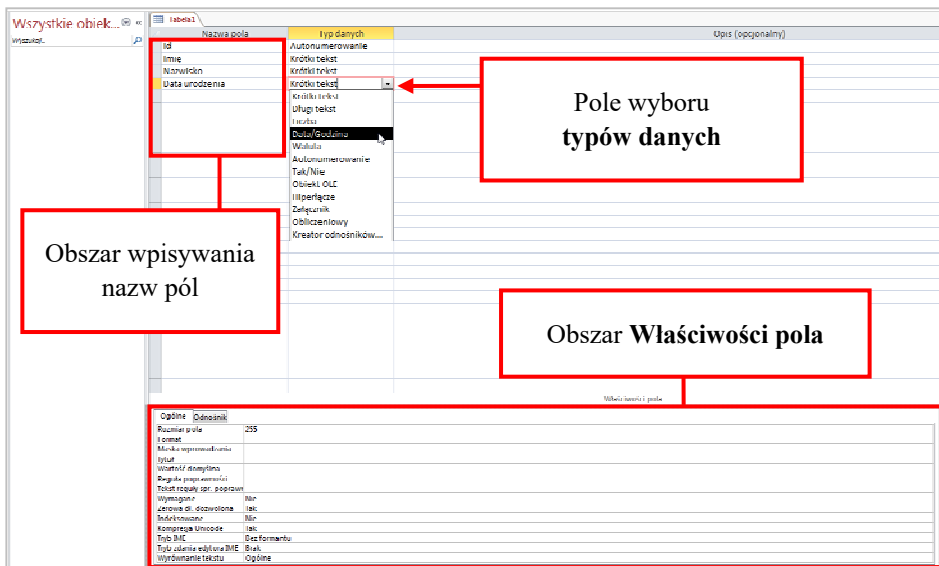 Wszystkie obiek...
Wyszukaj...
Tabela1
Nazwa pola
Typ danych
Opis (opcjonalny)
Id
Autonumerowanie
Imię
Krótki tekst
Nazwisko
Krótki tekst
Data urodzenia
Krótki tekst
Krótki tekst
Długi tekst
Liczba
Data/Godzina
Waluta
Autonumerowanie
Tak/Nie
Obiekt OLE
Hiperłącze
Załącznik
Obliczeniowy
Kreator odnośników...
Pole wyboru
typów danych
Obszar wpisywania
nazw pól
Obszar Właściwości pola
Właściwości pola
Ogólne
Odnośnik
Rozmiar pola
255
Format
Maska wprowadzania
Tytuł
Wartość domyślna
Reguła poprawności
Tekst reguły spr. poprawn
Wymagane
Nie
Zerowa dł. dozwolona
Tak
Indeksowane
Nie
Kompresja Unicode
Tak
Tryb IME
Bez formantu
Tryb zdania edytora IME
Brak
Wyrównanie tekstu
Ogólne